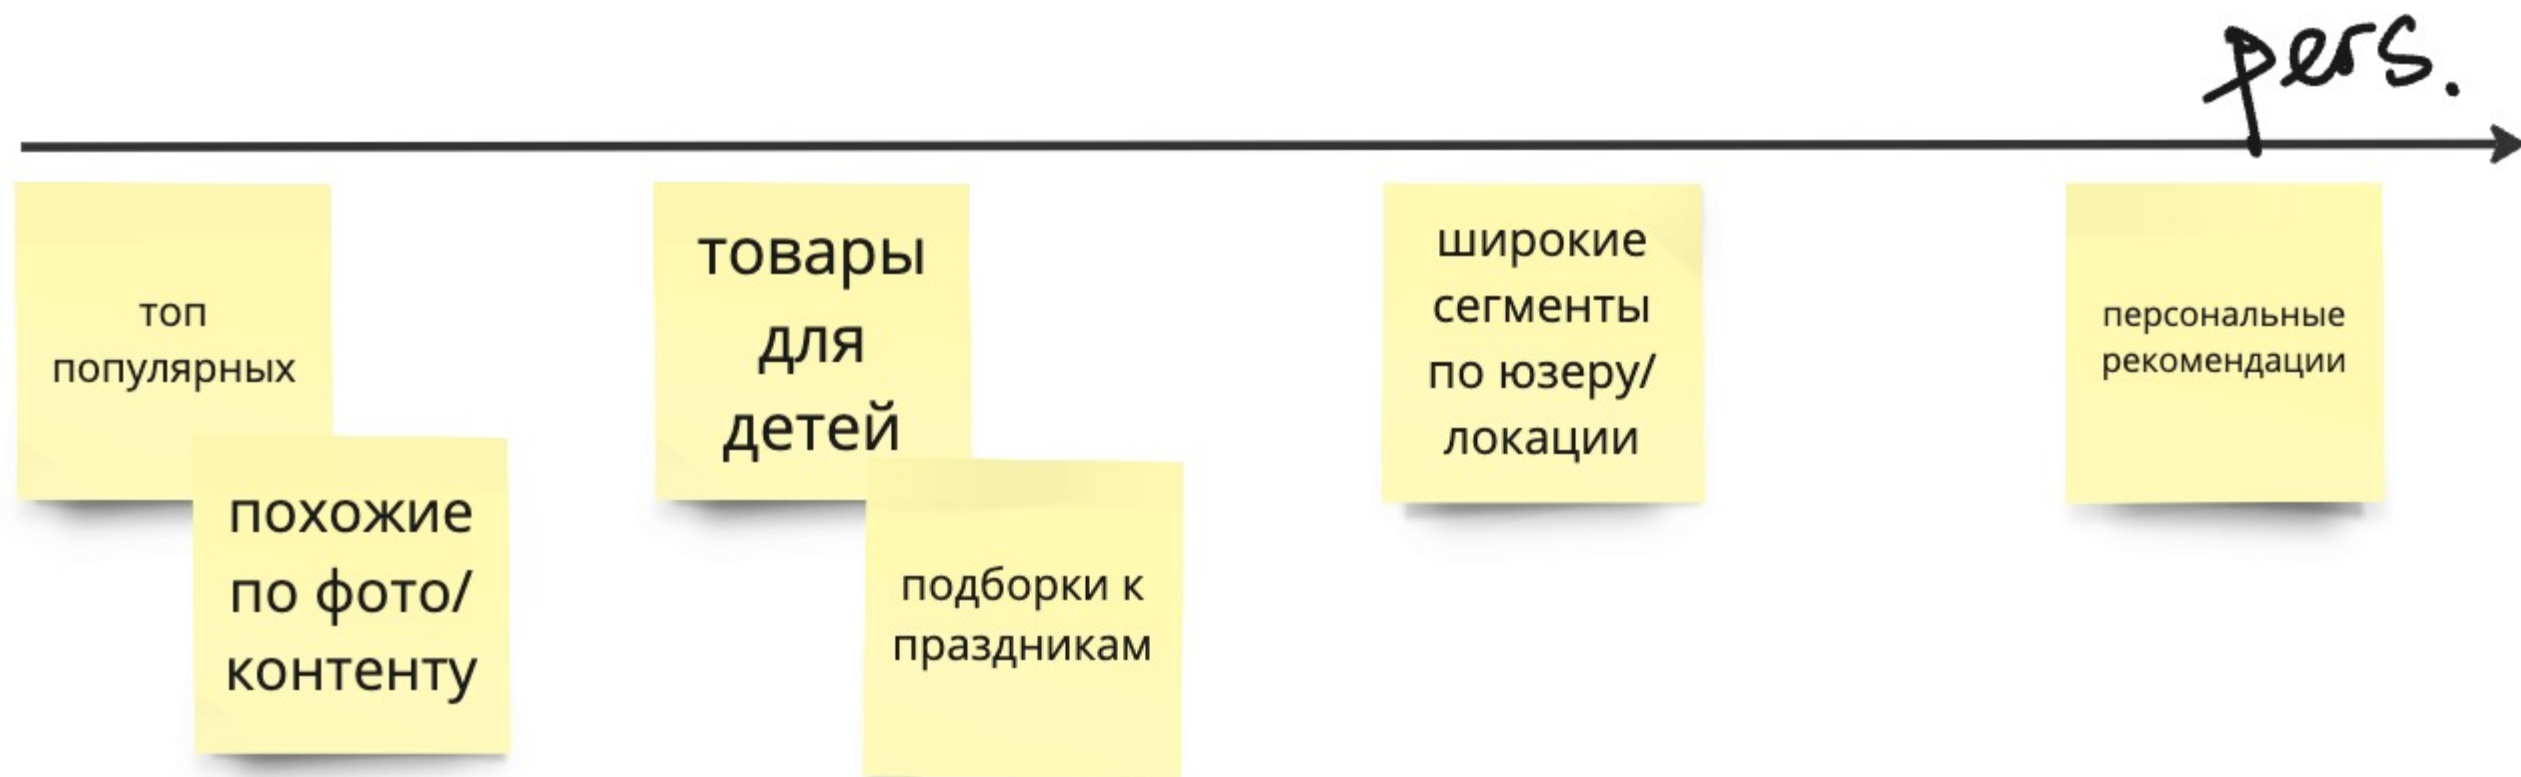 pers.
топ
популярных
похожие
по фото/
контенту
товары
для
детей
подборки к
праздникам
широкие
сегменты
по юзеру/
локации
персональные
рекомендации